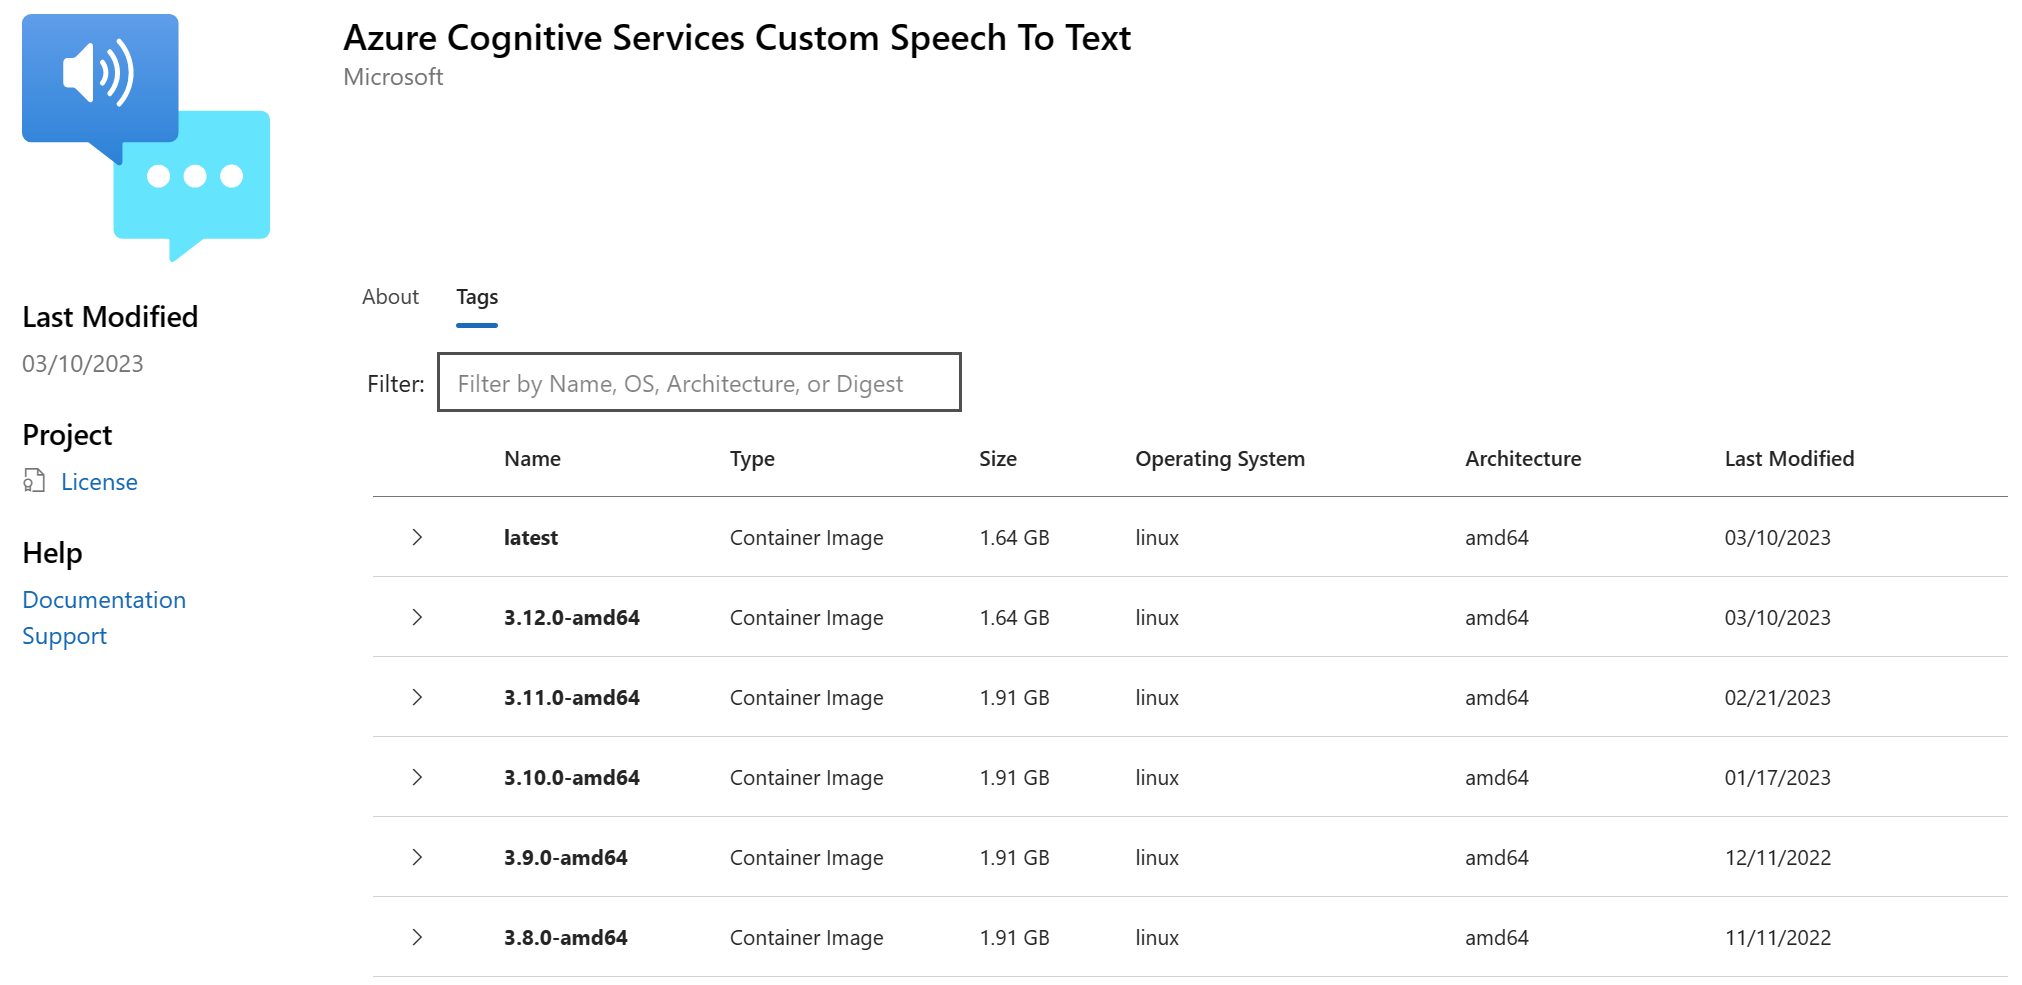 Azure Cognitive Services Custom Speech To Text
Microsoft
Last Modified
03/10/2023
Project
License
Help
Documentation
Support
About Tags
Filter: Filter by Name, OS, Architecture, or Digest
Name Type Size Operating System Architecture Last Modified
latest Container Image 1.64 GB linux amd64 03/10/2023
3.12.0-amd64 Container Image 1.64 GB linux amd64 03/10/2023
3.11.0-amd64 Container Image 1.91 GB linux amd64 02/21/2023
3.10.0-amd64 Container Image 1.91 GB linux amd64 01/17/2023
3.9.0-amd64 Container Image 1.91 GB linux amd64 12/11/2022
3.8.0-amd64 Container Image 1.91 GB linux amd64 11/11/2022